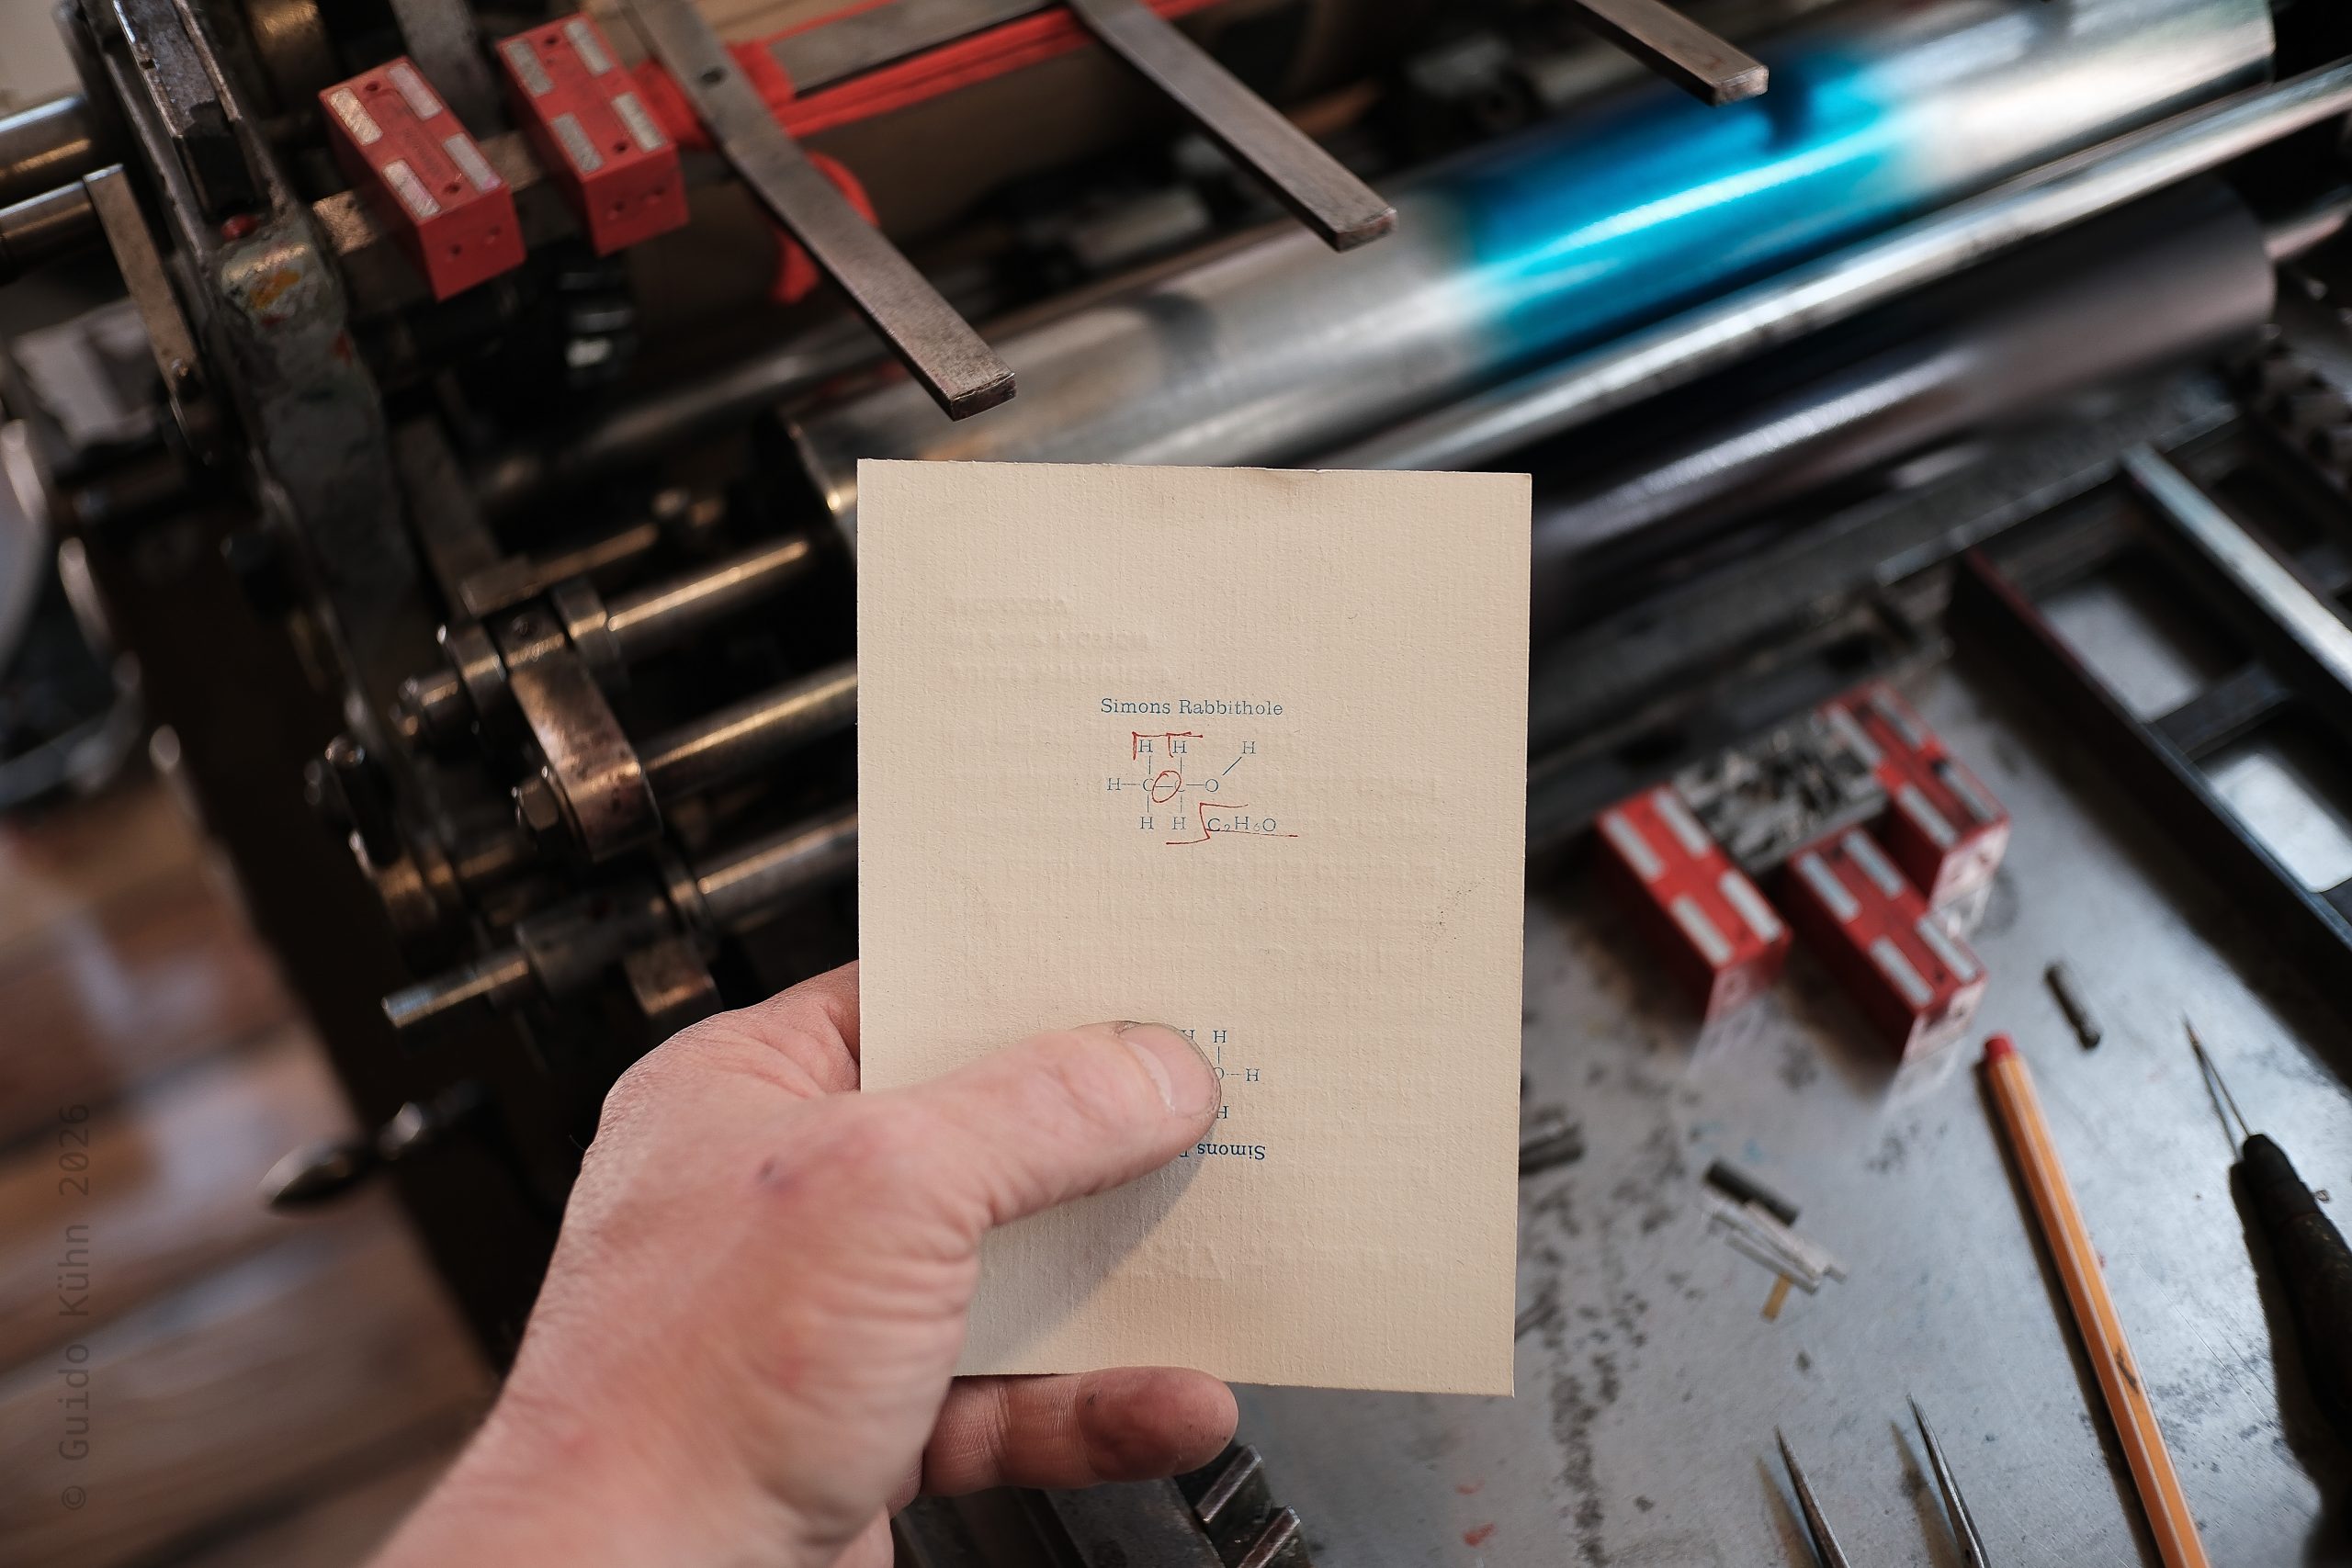 Simons Rabbithole
H H H
H—C—C—O
H H C₂H₆O
H H
O—H
H
Simons R
© Guido Kühn 2026